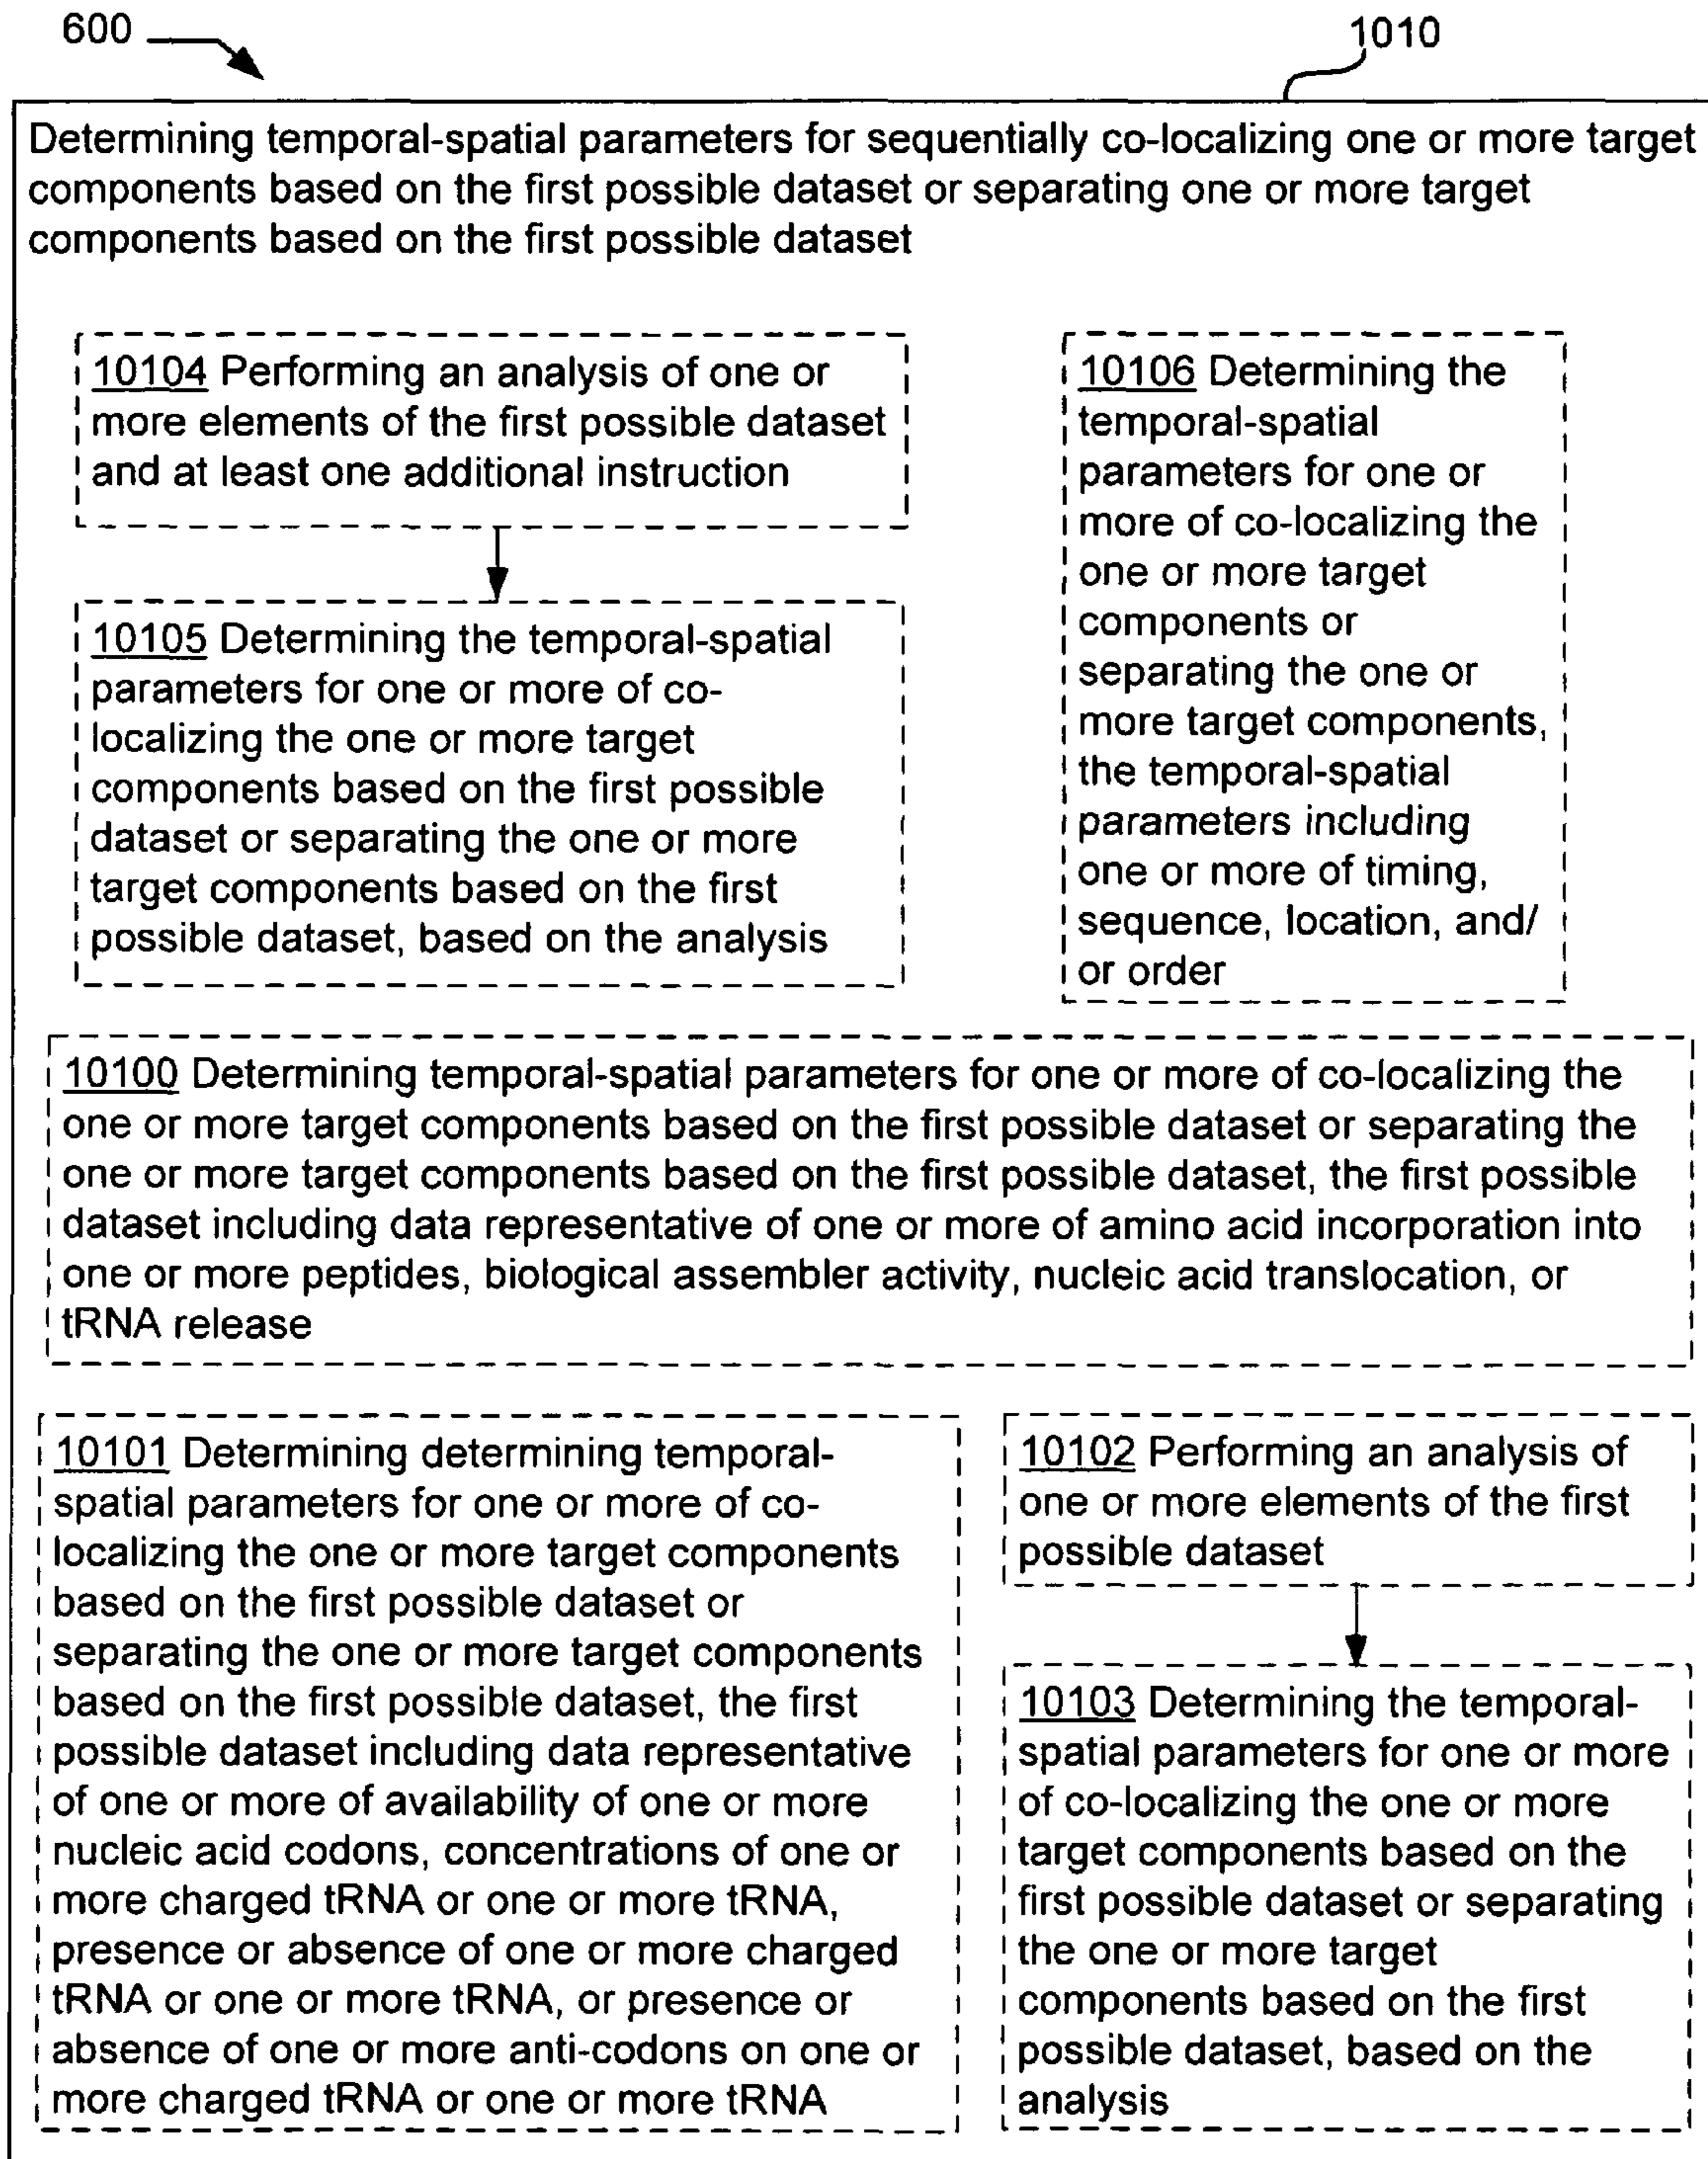 600
1010
Determining temporal-spatial parameters for sequentially co-localizing one or more target
components based on the first possible dataset or separating one or more target
components based on the first possible dataset
10104 Performing an analysis of one or
more elements of the first possible dataset
and at least one additional instruction
10105 Determining the temporal-spatial
parameters for one or more of co-
localizing the one or more target
components based on the first possible
dataset or separating the one or more
target components based on the first
possible dataset, based on the analysis
10106 Determining the
temporal-spatial
parameters for one or
more of co-localizing the
one or more target
components or
separating the one or
more target components,
the temporal-spatial
parameters including
one or more of timing,
sequence, location, and/
or order
10100 Determining temporal-spatial parameters for one or more of co-localizing the
one or more target components based on the first possible dataset or separating the
one or more target components based on the first possible dataset, the first possible
dataset including data representative of one or more of amino acid incorporation into
one or more peptides, biological assembler activity, nucleic acid translocation, or
tRNA release
10101 Determining determining temporal-
spatial parameters for one or more of co-
localizing the one or more target components
based on the first possible dataset or
separating the one or more target components
based on the first possible dataset, the first
possible dataset including data representative
of one or more of availability of one or more
nucleic acid codons, concentrations of one or
more charged tRNA or one or more tRNA,
presence or absence of one or more charged
tRNA or one or more tRNA, or presence or
absence of one or more anti-codons on one or
more charged tRNA or one or more tRNA
10102 Performing an analysis of
one or more elements of the first
possible dataset
10103 Determining the temporal-
spatial parameters for one or more
of co-localizing the one or more
target components based on the
first possible dataset or separating
the one or more target
components based on the first
possible dataset, based on the
analysis